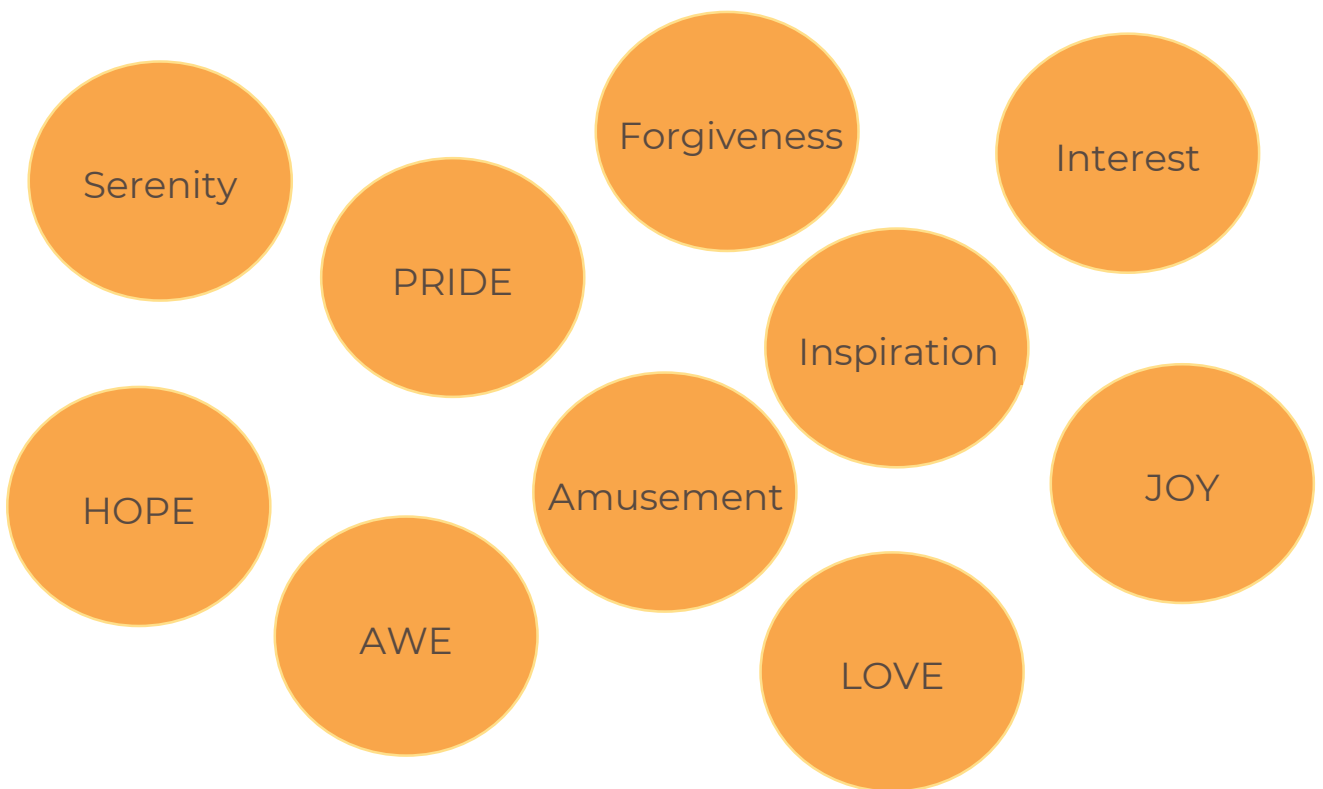 Forgiveness
Interest
Serenity
PRIDE
Inspiration
Amusement
JOY
HOPE
AWE
LOVE